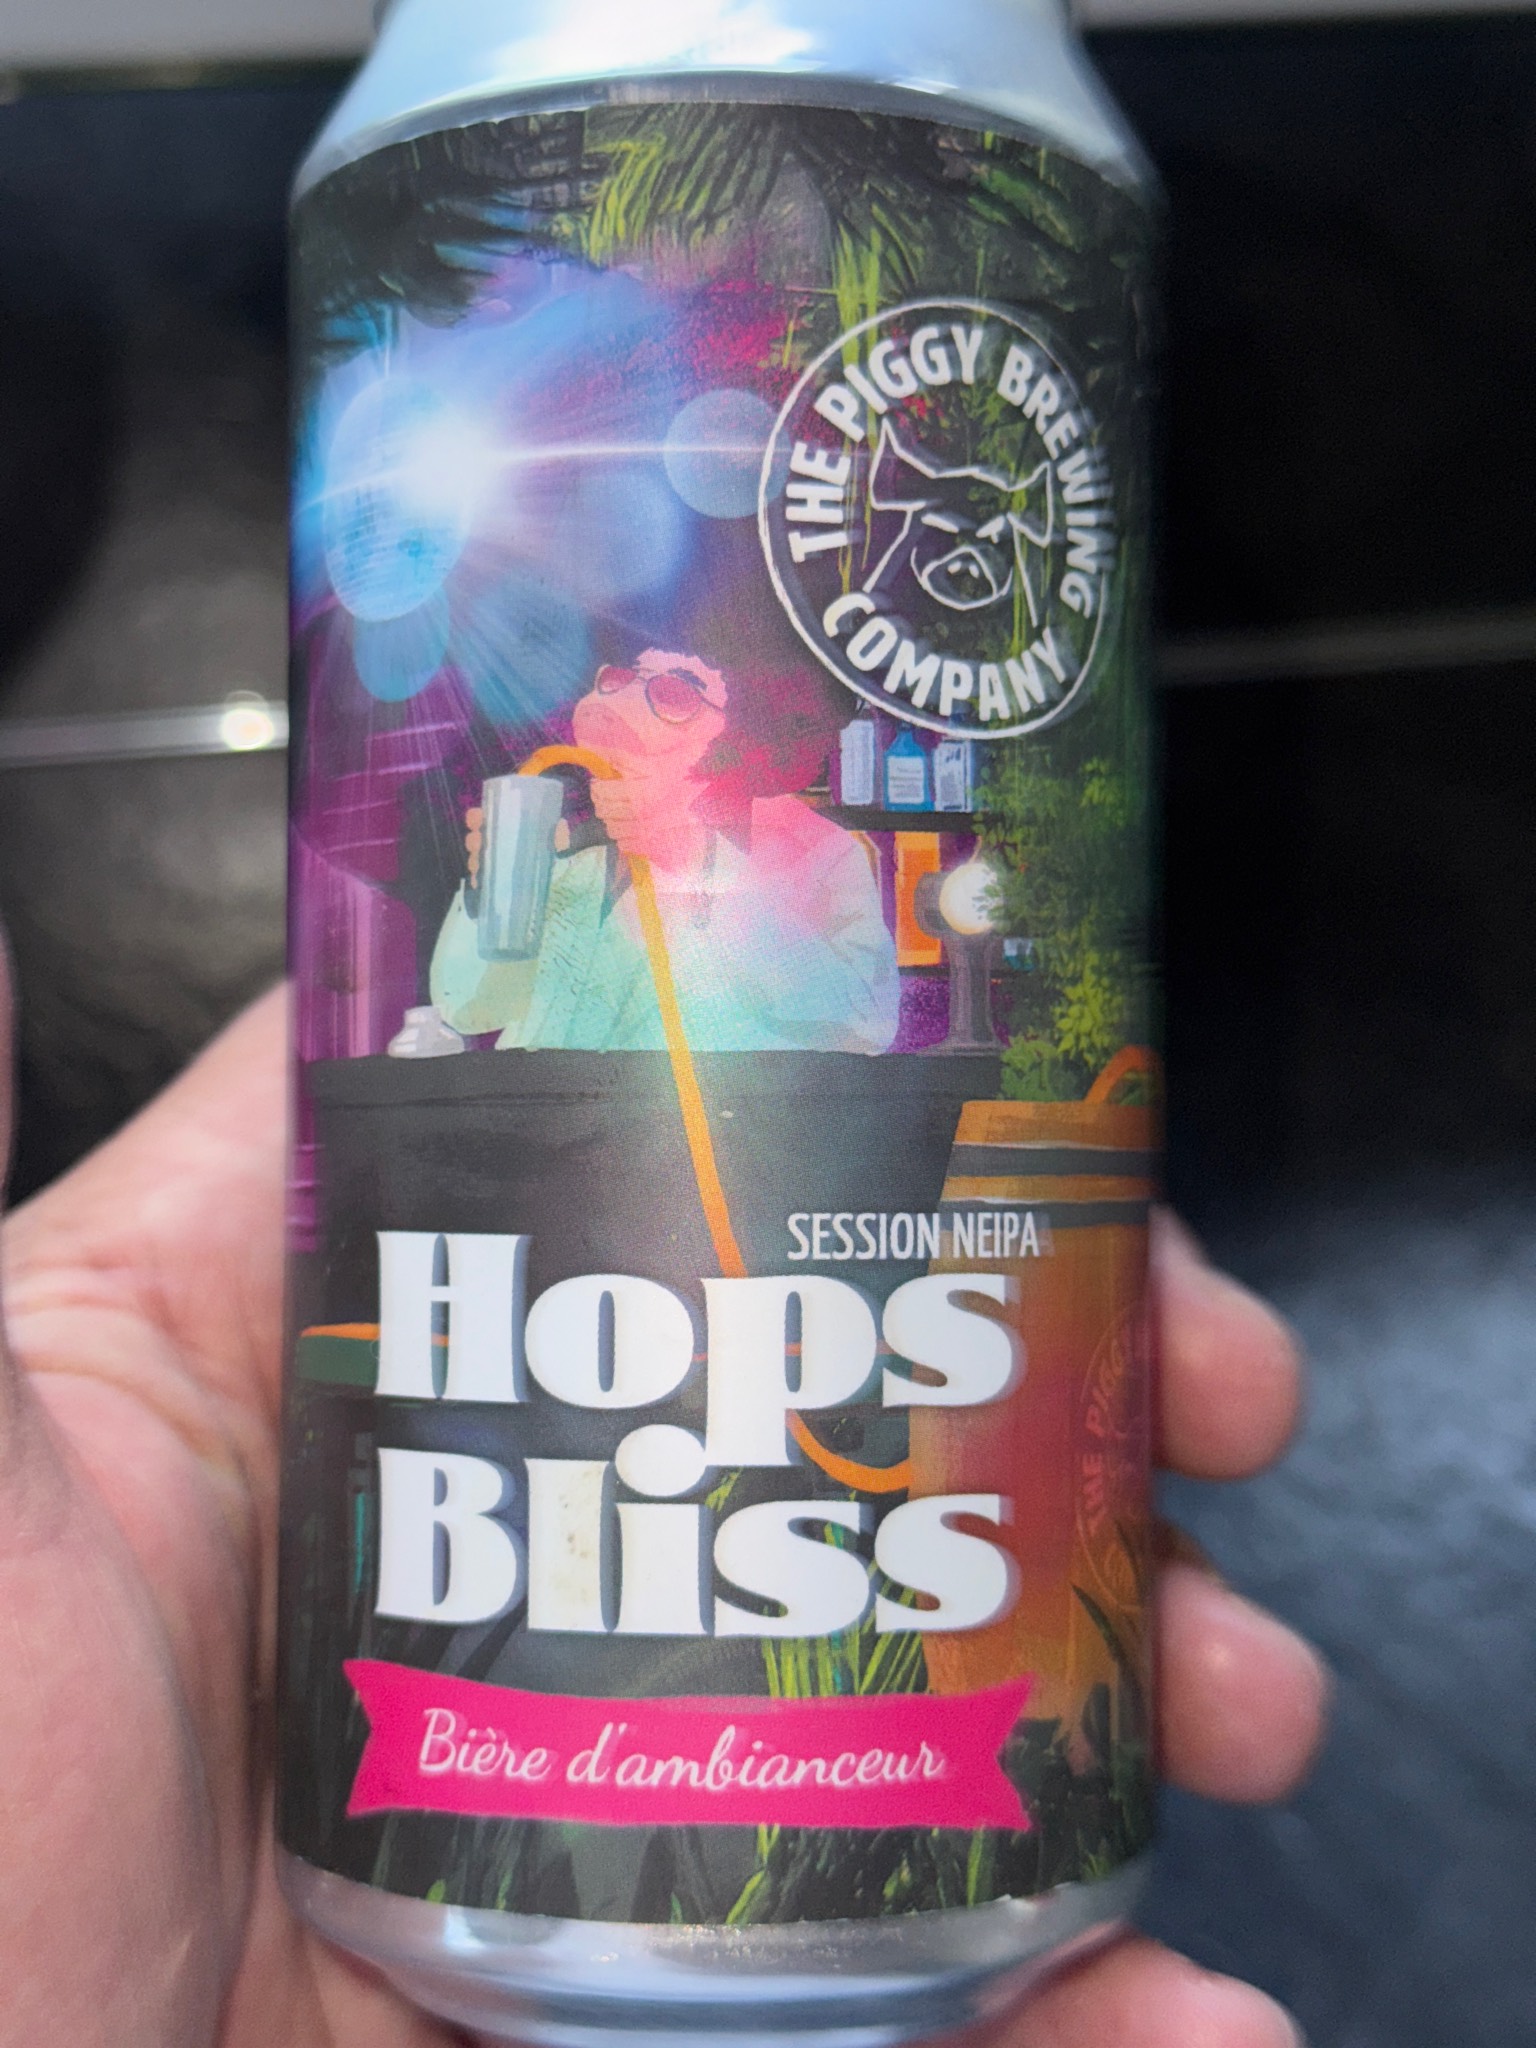 THE PIGGY BREWING
COMPANY
SESSION NEIPA
Hops
Bliss
Bière d'ambianceur